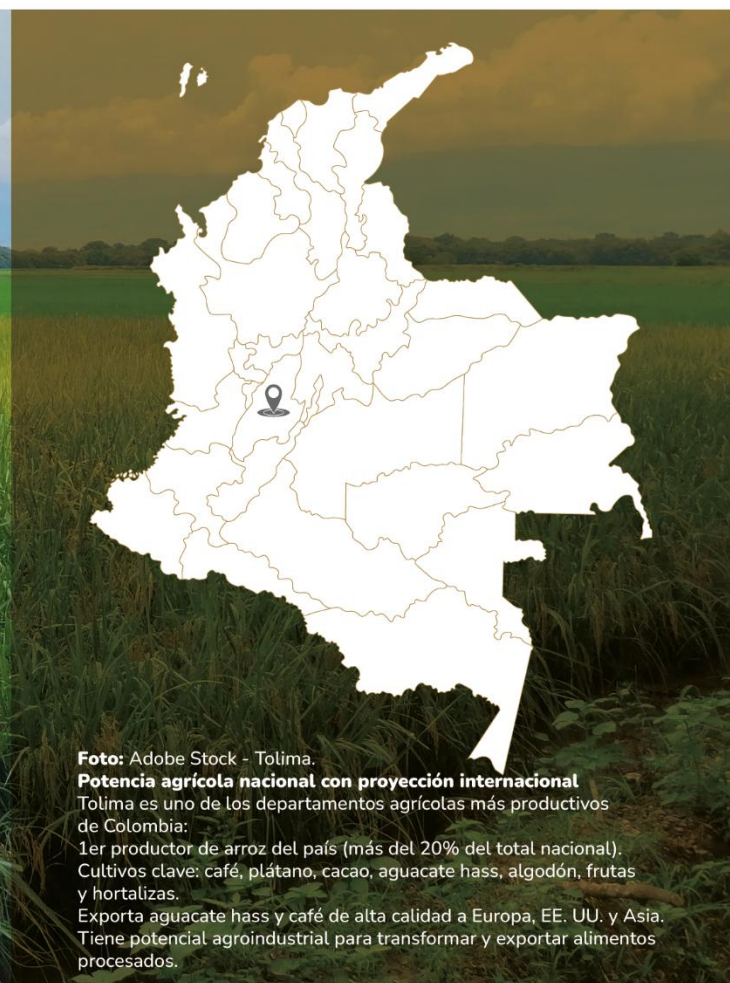 Foto: Adobe Stock - Tolima.
Potencia agrícola nacional con proyección internacional
Tolima es uno de los departamentos agrícolas más productivos
de Colombia:
1er productor de arroz del país (más del 20% del total nacional).
Cultivos clave: café, plátano, cacao, aguacate hass, algodón, frutas
y hortalizas.
Exporta aguacate hass y café de alta calidad a Europa, EE. UU. y Asia.
Tiene potencial agroindustrial para transformar y exportar alimentos
procesados.